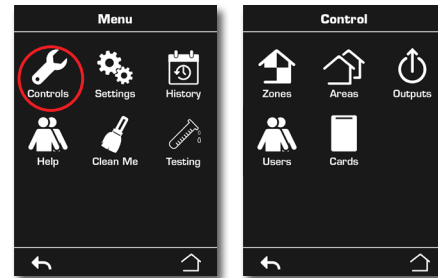 Menu
Controls Settings History
Help Clean Me Testing
Control
Zones Areas Outputs
Users Cards